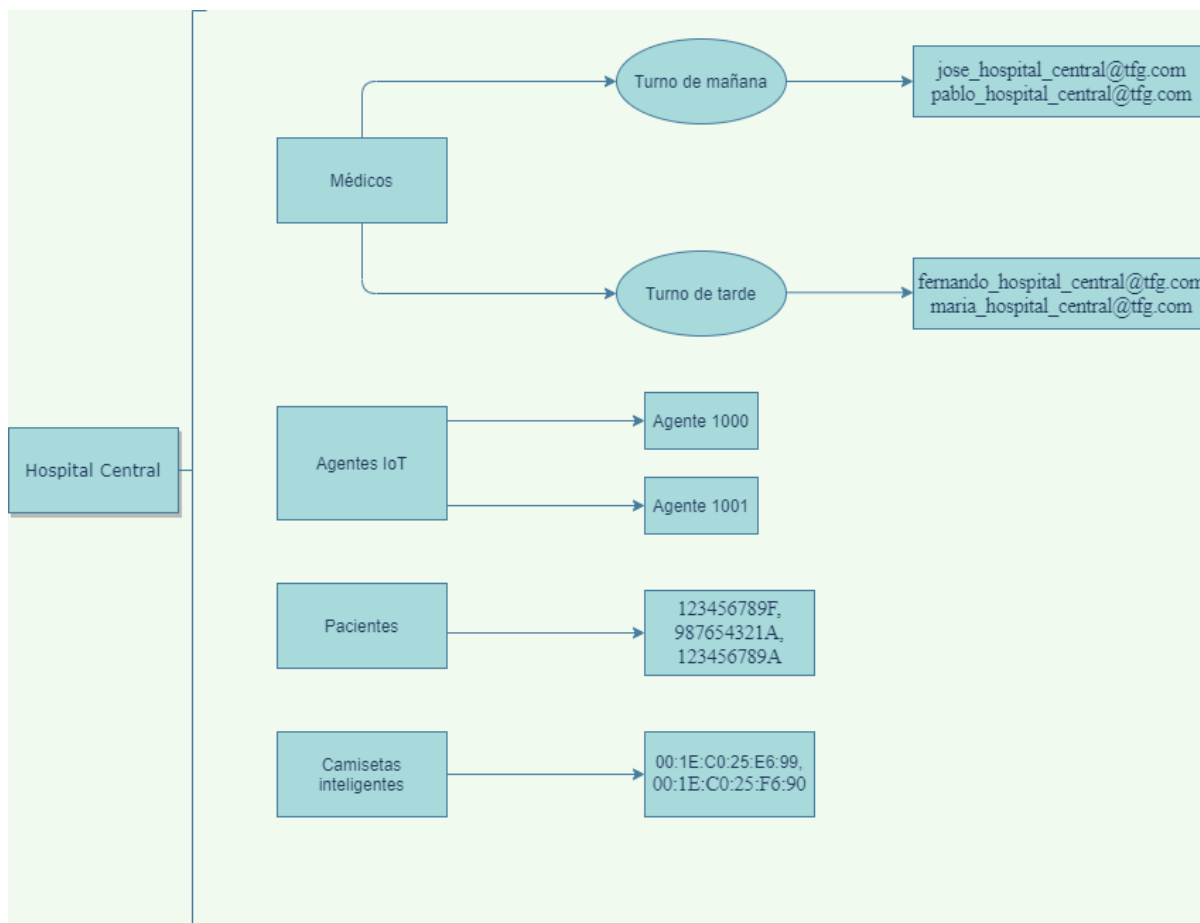 Turno de mañana
jose_hospital_central@tfg.com
pablo_hospital_central@tfg.com
Médicos
Turno de tarde
fernando_hospital_central@tfg.com
maria_hospital_central@tfg.com
Hospital Central
Agentes IoT
Agente 1000
Agente 1001
Pacientes
123456789F,
987654321A,
123456789A
Camisetas
inteligentes
00:1E:C0:25:E6:99,
00:1E:C0:25:F6:90